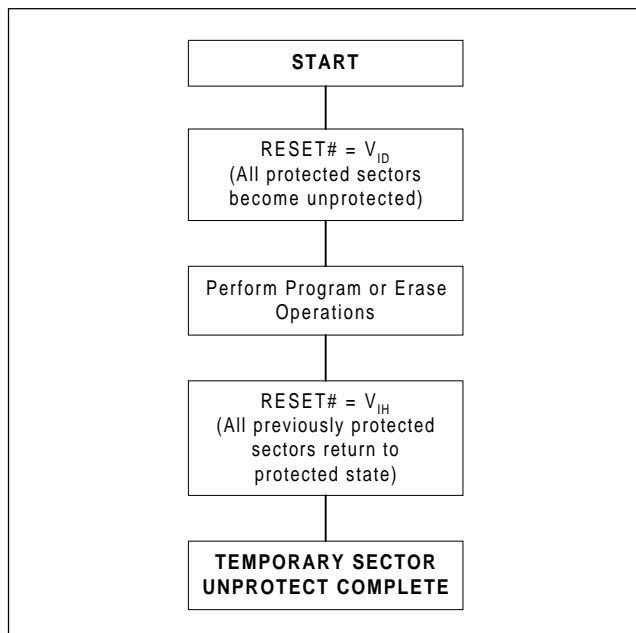 START
RESET# = V_ID
(All protected sectors
become unprotected)
Perform Program or Erase
Operations
RESET# = V_IH
(All previously protected
sectors return to
protected state)
TEMPORARY SECTOR
UNPROTECT COMPLETE